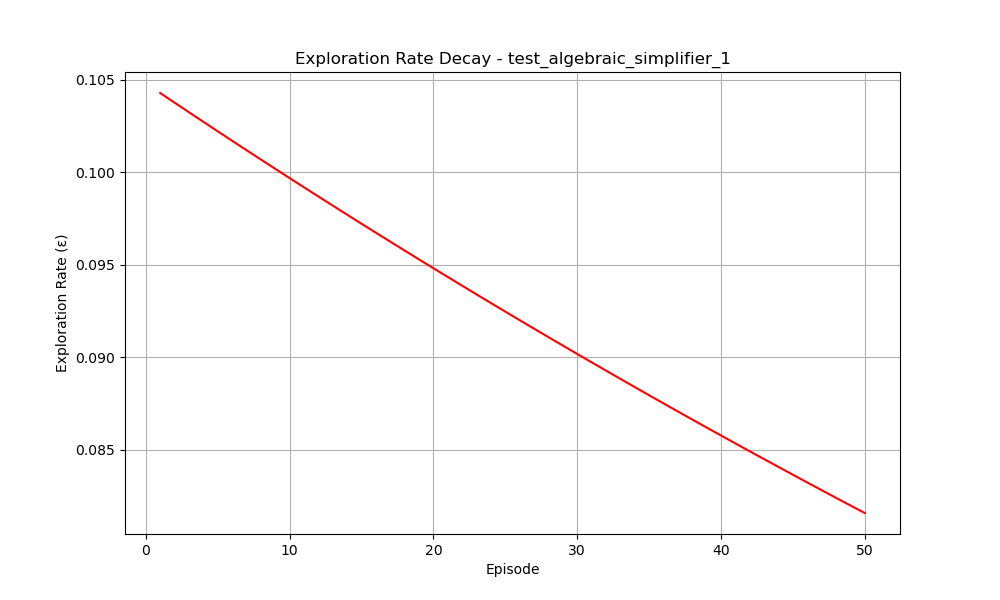 Exploration Rate Decay - test_algebraic_simplifier_1
Exploration Rate (ε)
0.105
0.100
0.095
0.090
0.085
0 10 20 30 40 50
Episode